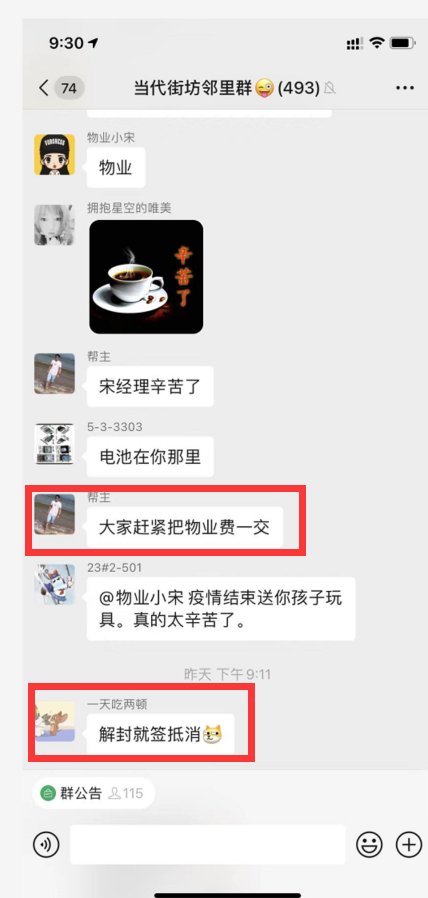 9:30
74
当代街坊邻里群😜(493)
物业小宋
物业
拥抱星空的唯美
辛苦了
帮主
宋经理辛苦了
5-3-3303
电池在你那里
帮主
大家赶紧把物业费一交
23#2-501
@物业小宋 疫情结束送你孩子玩
具。真的太辛苦了。
昨天 下午9:11
一天吃两顿
解封就签抵消
群公告 115